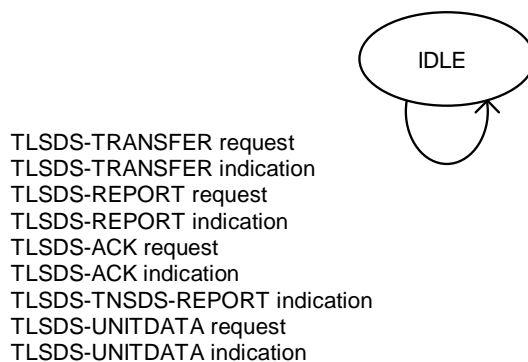 IDLE
TLSDS-TRANSFER request
TLSDS-TRANSFER indication
TLSDS-REPORT request
TLSDS-REPORT indication
TLSDS-ACK request
TLSDS-ACK indication
TLSDS-TNSDS-REPORT indication
TLSDS-UNITDATA request
TLSDS-UNITDATA indication